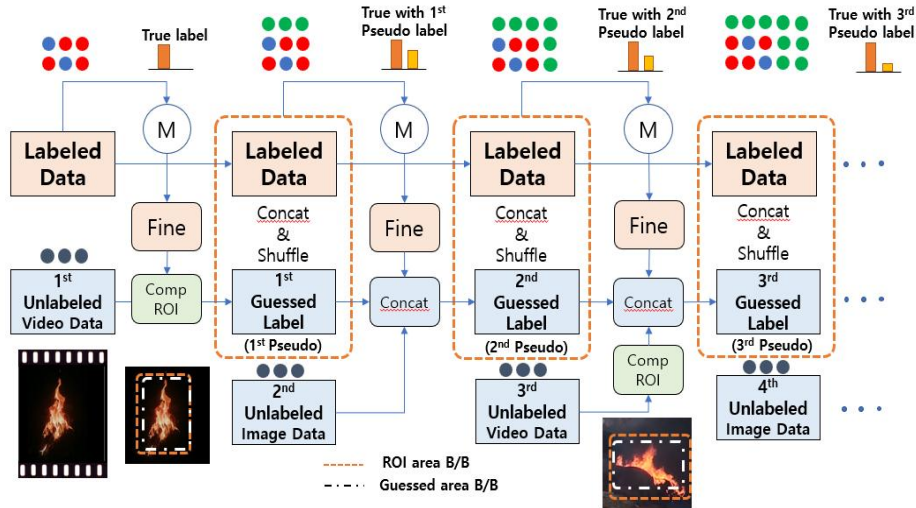 True label
True with 1st
Pseudo label
True with 2nd
Pseudo label
True with 3rd
Pseudo label
M
M
M
Labeled
Data
Labeled
Data
Labeled
Data
Labeled
Data
Fine
Concat
&
Shuffle
Fine
Concat
&
Shuffle
Fine
Concat
&
Shuffle
1st
Unlabeled
Video Data
Comp
ROI
1st
Guessed
Label
(1st Pseudo)
Concat
2nd
Guessed
Label
(2nd Pseudo)
Concat
3rd
Guessed
Label
(3rd Pseudo)
2nd
Unlabeled
Image Data
3rd
Unlabeled
Video Data
Comp
ROI
4th
Unlabeled
Image Data
ROI area B/B
Guessed area B/B